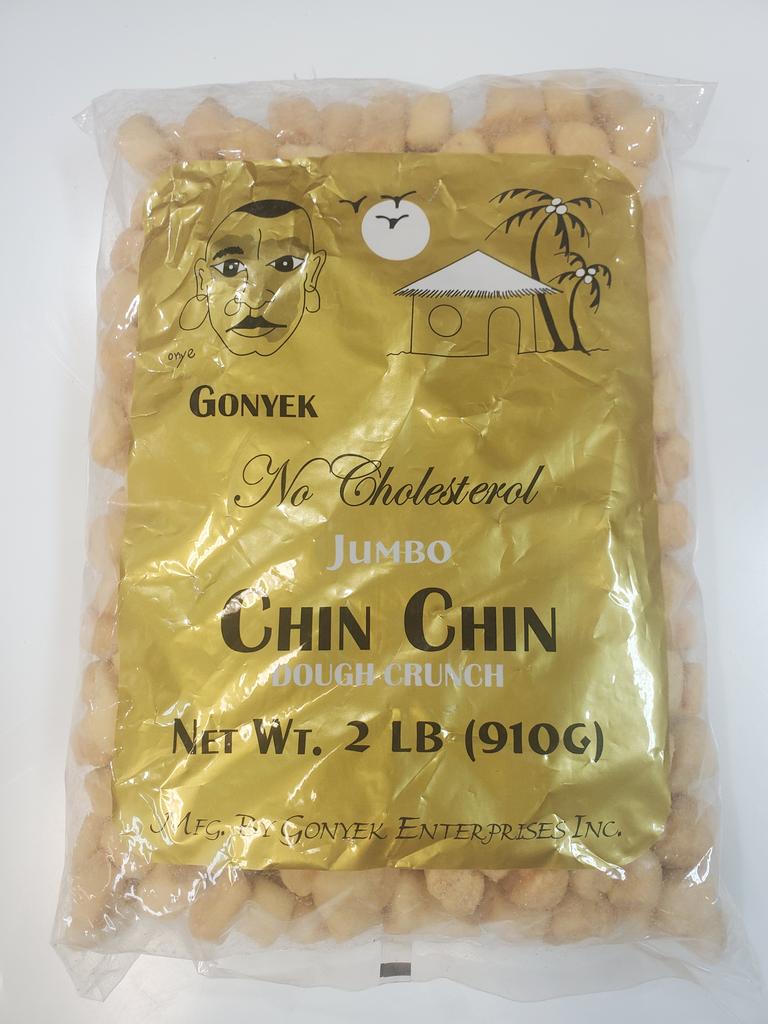 onye
GONYEK
No Cholesterol
JUMBO
CHIN CHIN
DOUGH CRUNCH
NET WT. 2 LB (910G)
MFG. BY GONYEK ENTERPRISES INC.